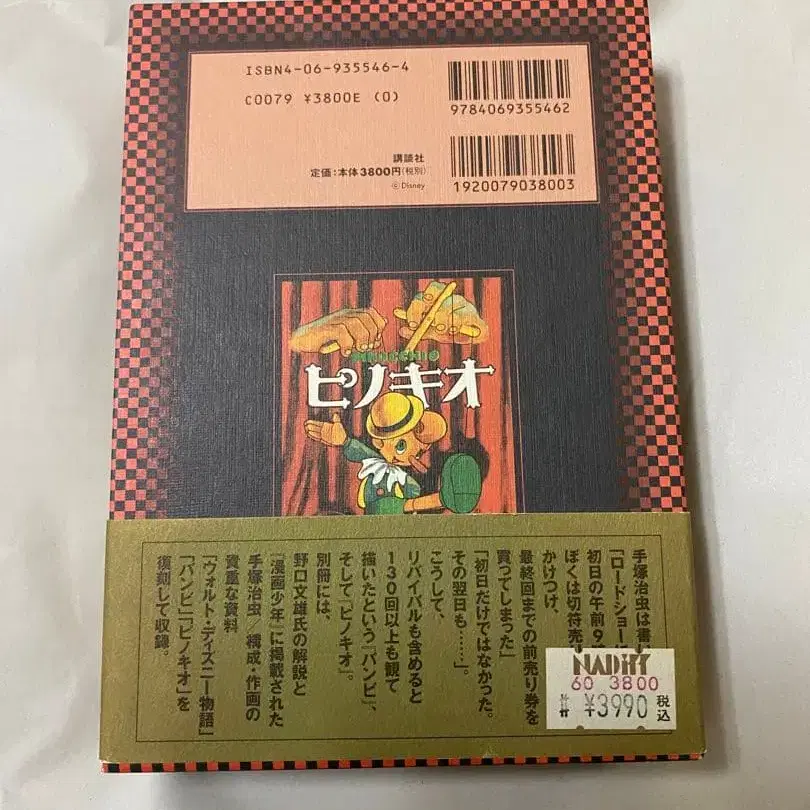 ISBN4-06-935546-4
C0079 ¥3800E (0)
9784069355462
講談社
定価:本体3800円(税別)
©Disney
1920079038003
PINOCCHIO
ピノキオ
手塚治虫は書
「ロード・ショーに
初日の午前9時
ぼくは切符売
かけつけ、
最終回までの前売り券を
買ってしまった」
「初日だけではなかった。
その翌日も……」。
こうして、
リバイバルも含めると
130回以上も観て
描いたという『バンビ』、
そして『ピノキオ』。
別冊には、
野口文雄氏の解説と
『漫画少年』に掲載された
手塚治虫/構成・作画の
貴重な資料
「ウォルト・ディズニー物語」
「バンビ」「ピノキオ」を
復刻して収録。
NADiff
60 3800
¥3990 税込